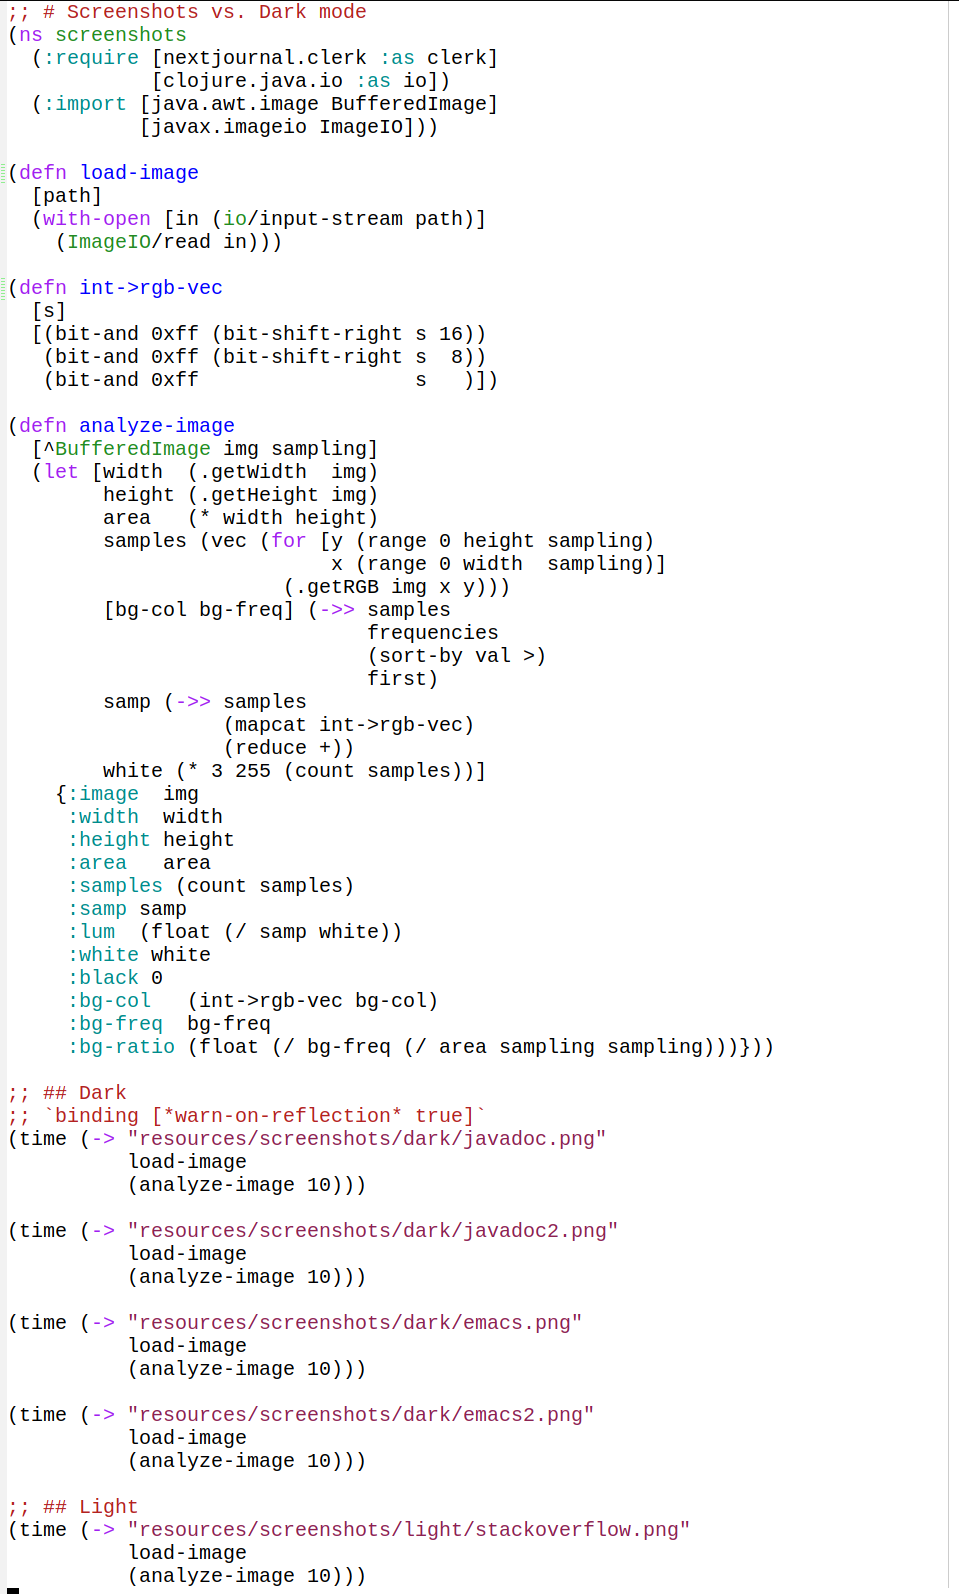 ;; # Screenshots vs. Dark mode
(ns screenshots
  (:require [nextjournal.clerk :as clerk]
            [clojure.java.io :as io])
  (:import [java.awt.image BufferedImage]
           [javax.imageio ImageIO]))

(defn load-image
  [path]
  (with-open [in (io/input-stream path)]
    (ImageIO/read in)))

(defn int->rgb-vec
  [s]
  [(bit-and 0xff (bit-shift-right s 16))
   (bit-and 0xff (bit-shift-right s  8))
   (bit-and 0xff                  s   )])

(defn analyze-image
  [^BufferedImage img sampling]
  (let [width  (.getWidth  img)
        height (.getHeight img)
        area   (* width height)
        samples (vec (for [y (range 0 height sampling)
                           x (range 0 width  sampling)]
                       (.getRGB img x y)))
        [bg-col bg-freq] (->> samples
                              frequencies
                              (sort-by val >)
                              first)
        samp (->> samples
                  (mapcat int->rgb-vec)
                  (reduce +))
        white (* 3 255 (count samples))]
    {:image  img
     :width  width
     :height height
     :area   area
     :samples (count samples)
     :samp samp
     :lum  (float (/ samp white))
     :white white
     :black 0
     :bg-col   (int->rgb-vec bg-col)
     :bg-freq  bg-freq
     :bg-ratio (float (/ bg-freq (/ area sampling sampling)))}))

;; ## Dark
;; `binding [*warn-on-reflection* true]`
(time (-> "resources/screenshots/dark/javadoc.png"
          load-image
          (analyze-image 10)))

(time (-> "resources/screenshots/dark/javadoc2.png"
          load-image
          (analyze-image 10)))

(time (-> "resources/screenshots/dark/emacs.png"
          load-image
          (analyze-image 10)))

(time (-> "resources/screenshots/dark/emacs2.png"
          load-image
          (analyze-image 10)))

;; ## Light
(time (-> "resources/screenshots/light/stackoverflow.png"
          load-image
          (analyze-image 10)))